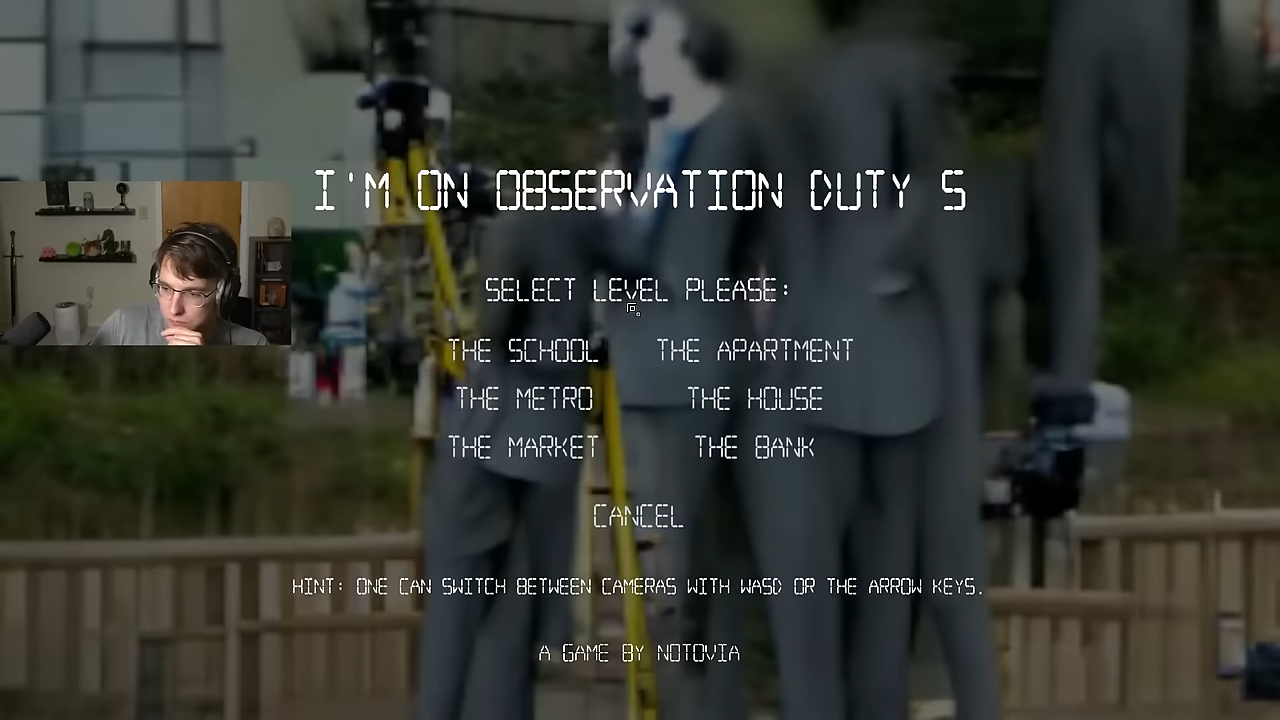 I'M ON OBSERVATION DUTY 5
SELECT LEVEL PLEASE:
THE SCHOOL THE APARTMENT
THE METRO THE HOUSE
THE MARKET THE BANK
CANCEL
HINT: ONE CAN SWITCH BETWEEN CAMERAS WITH WASD OR THE ARROW KEYS.
A GAME BY NOTOVIA